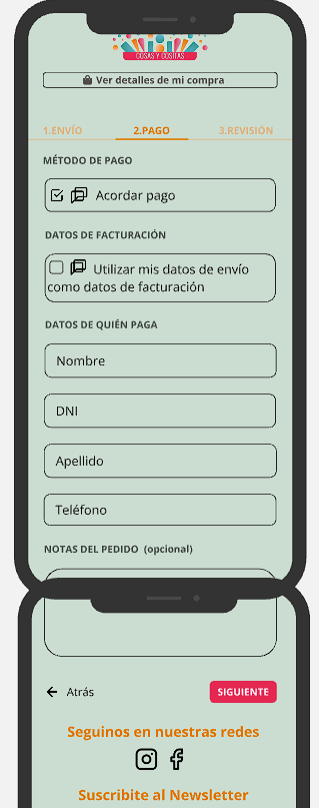 COSAS Y COSITAS
Ver detalles de mi compra
1.ENVÍO 2.PAGO 3.REVISIÓN
MÉTODO DE PAGO
Acordar pago
DATOS DE FACTURACIÓN
Utilizar mis datos de envío
como datos de facturación
DATOS DE QUIÉN PAGA
Nombre
DNI
Apellido
Teléfono
NOTAS DEL PEDIDO (opcional)
Atrás SIGUIENTE
Seguinos en nuestras redes
Suscribite al Newsletter